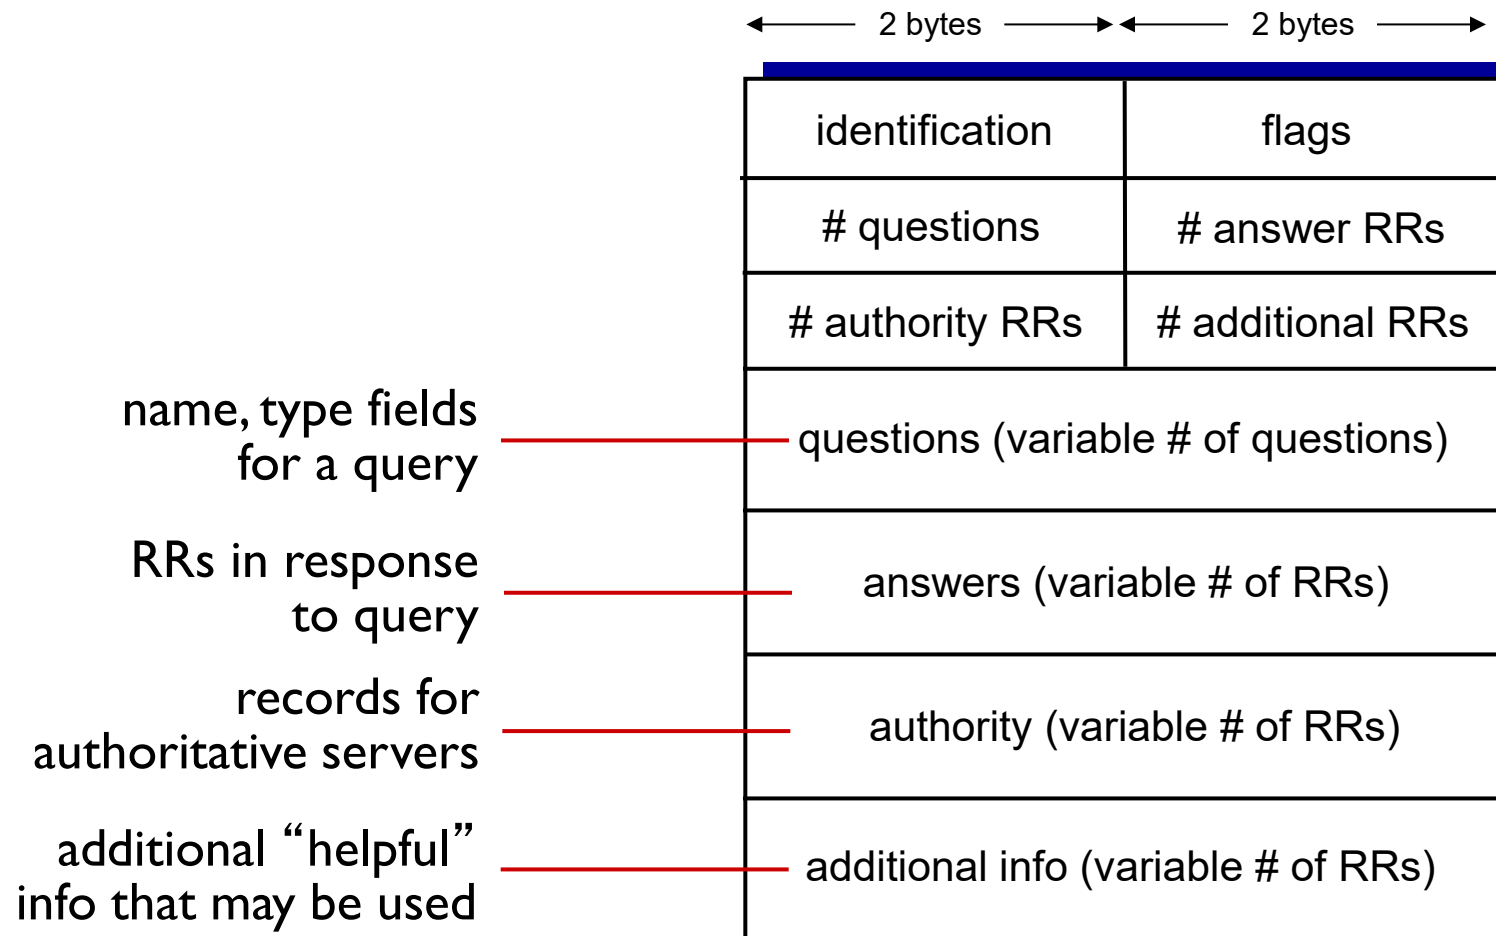 2 bytes 2 bytes
identification flags
# questions # answer RRs
# authority RRs # additional RRs
name, type fields
for a query
questions (variable # of questions)
RRs in response
to query
answers (variable # of RRs)
records for
authoritative servers
authority (variable # of RRs)
additional “helpful”
info that may be used
additional info (variable # of RRs)